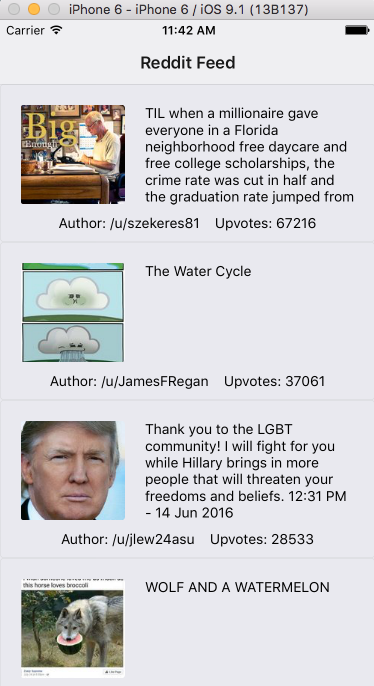 iPhone 6 - iPhone 6 / iOS 9.1 (13B137)
Carrier 11:42 AM
Reddit Feed
Big
Enough
TIL when a millionaire gave
everyone in a Florida
neighborhood free daycare and
free college scholarships, the
crime rate was cut in half and
the graduation rate jumped from
Author: /u/szekeres81 Upvotes: 67216
The Water Cycle
Author: /u/JamesFRegan Upvotes: 37061
Thank you to the LGBT
community! I will fight for you
while Hillary brings in more
people that will threaten your
freedoms and beliefs. 12:31 PM
- 14 Jun 2016
Author: /u/jlew24asu Upvotes: 28533
this horse loves broccoli
WOLF AND A WATERMELON